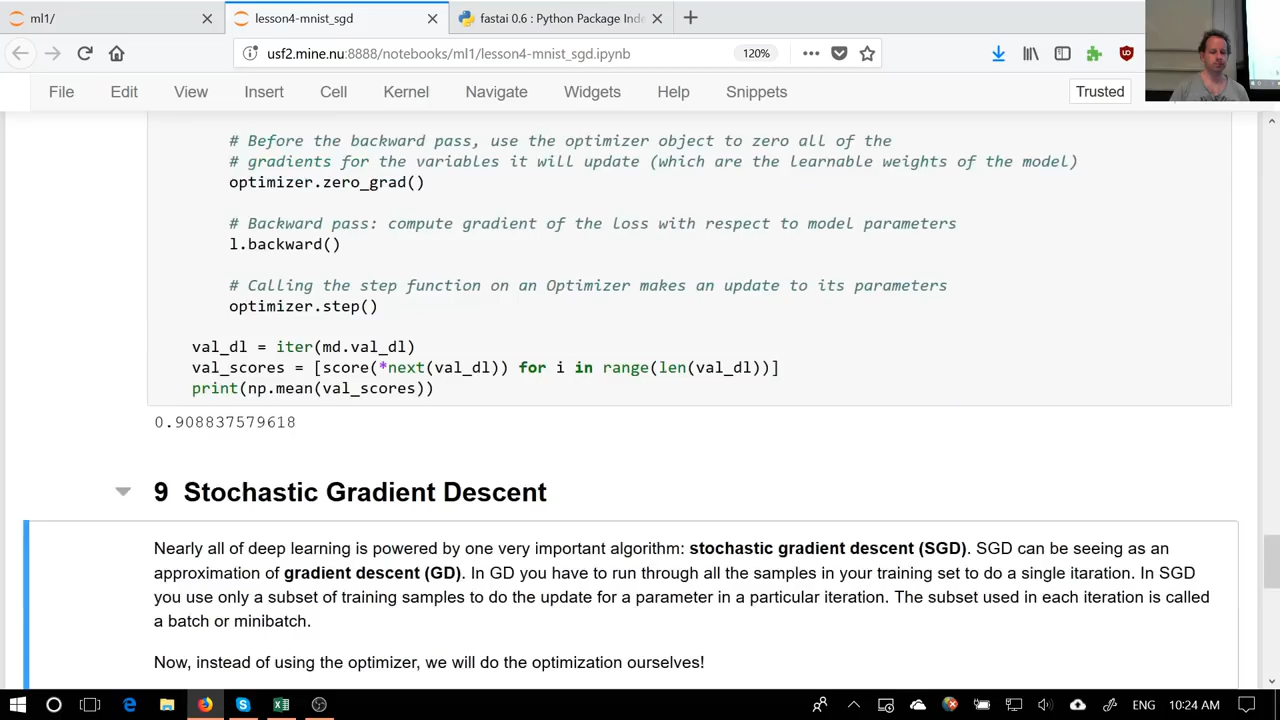 ml1/
lesson4-mnist_sgd
fastai 0.6 : Python Package Inde
usf2.mine.nu:8888/notebooks/ml1/lesson4-mnist_sgd.ipynb
120%
File Edit View Insert Cell Kernel Navigate Widgets Help Snippets
Trusted
# Before the backward pass, use the optimizer object to zero all of the
# gradients for the variables it will update (which are the learnable weights of the model)
optimizer.zero_grad()
# Backward pass: compute gradient of the loss with respect to model parameters
l.backward()
# Calling the step function on an Optimizer makes an update to its parameters
optimizer.step()
val_dl = iter(md.val_dl)
val_scores = [score(*next(val_dl)) for i in range(len(val_dl))]
print(np.mean(val_scores))
0.908837579618
9 Stochastic Gradient Descent
Nearly all of deep learning is powered by one very important algorithm: stochastic gradient descent (SGD). SGD can be seeing as an
approximation of gradient descent (GD). In GD you have to run through all the samples in your training set to do a single itaration. In SGD
you use only a subset of training samples to do the update for a parameter in a particular iteration. The subset used in each iteration is called
a batch or minibatch.
Now, instead of using the optimizer, we will do the optimization ourselves!
ENG 10:24 AM